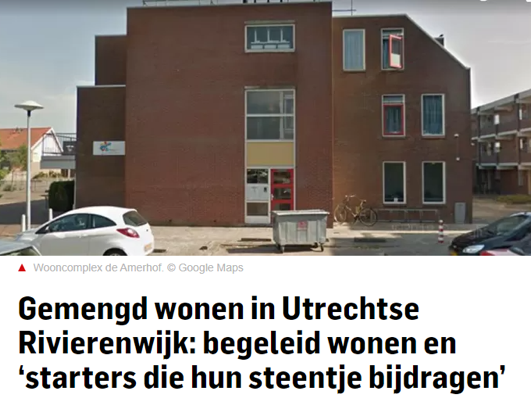 Wooncomplex de Amerhof. © Google Maps
Gemengd wonen in Utrechtse
Rivierenwijk: begeleid wonen en
‘starters die hun steentje bijdragen’